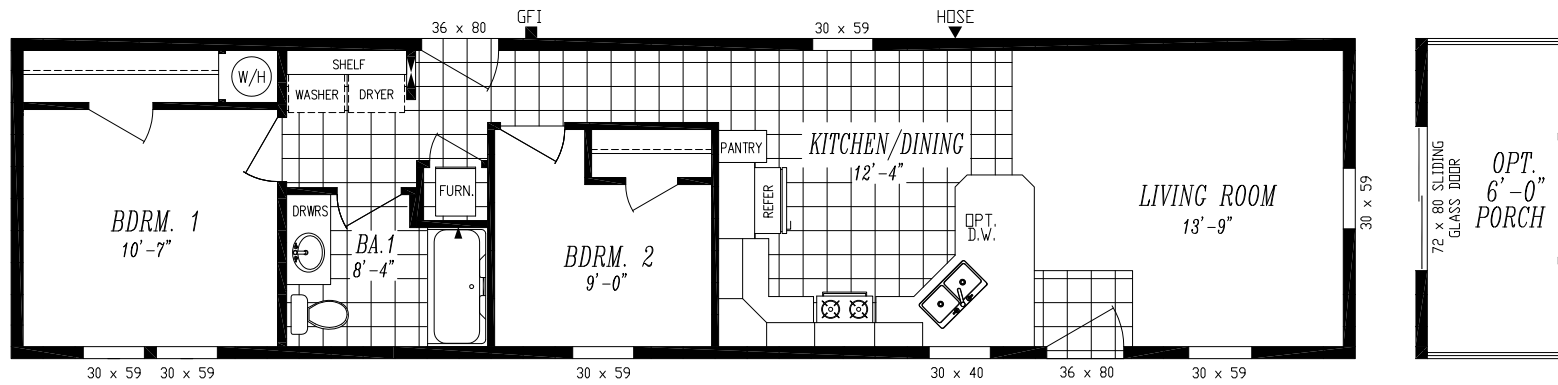 36 x 80
GFI
30 x 59
HOSE
W/H
SHELF
WASHER
DRYER
PANTRY
KITCHEN/DINING
12'-4"
REFER
FURN.
DRWRS
BDRM. 1
10'-7"
BA.1
8'-4"
BDRM. 2
9'-0"
OPT.
D.W.
LIVING ROOM
13'-9"
30 x 59
72 x 80 SLIDING
GLASS DOOR
OPT.
6'-0"
PORCH
30 x 59
30 x 59
30 x 59
30 x 40
36 x 80
30 x 59